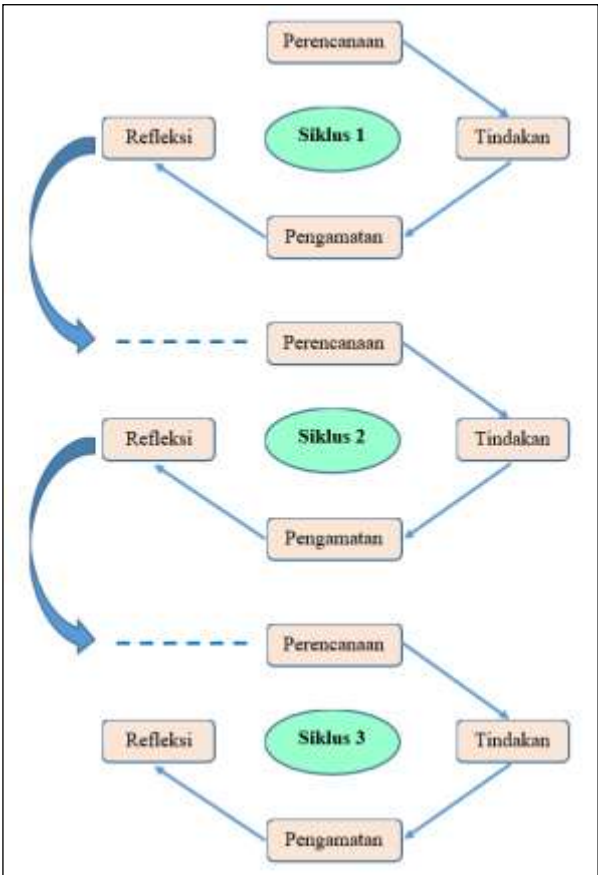 Perencanaan
Refleksi
Siklus 1
Tindakan
Pengamatan
Perencanaan
Refleksi
Siklus 2
Tindakan
Pengamatan
Perencanaan
Refleksi
Siklus 3
Tindakan
Pengamatan